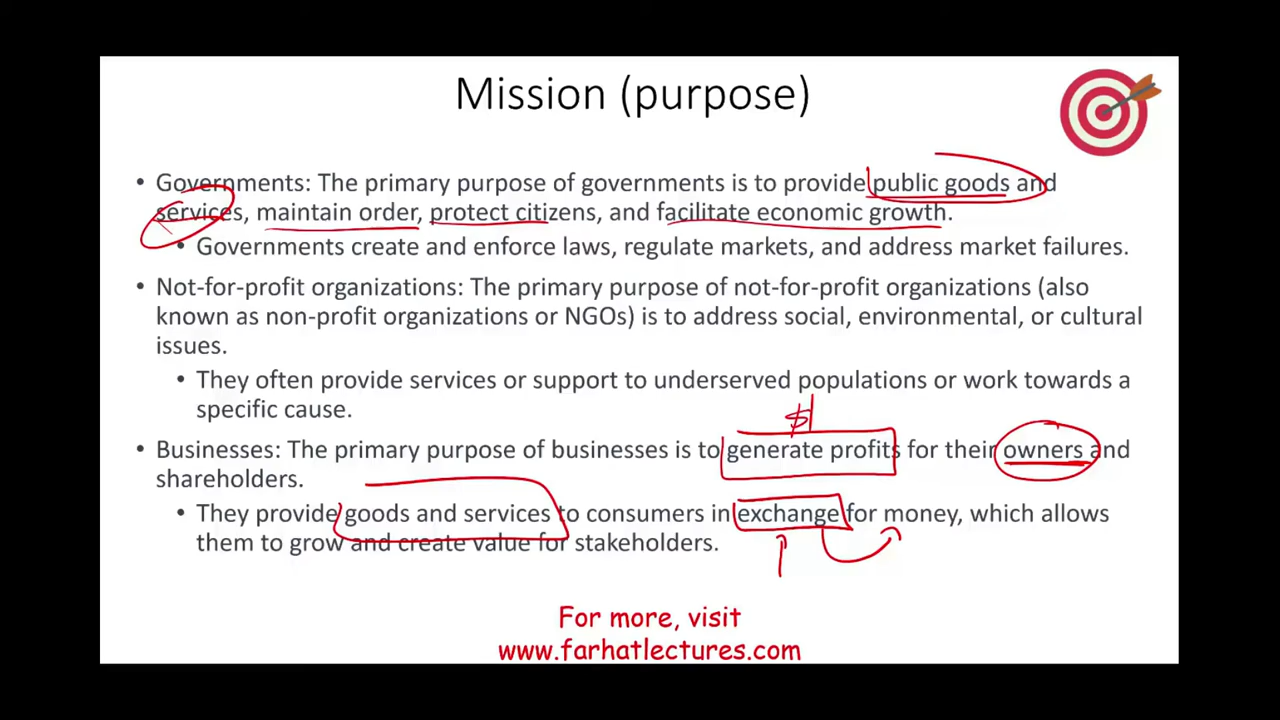 Mission (purpose)
• Governments: The primary purpose of governments is to provide public goods and
services, maintain order, protect citizens, and facilitate economic growth.
• Governments create and enforce laws, regulate markets, and address market failures.
• Not-for-profit organizations: The primary purpose of not-for-profit organizations (also
known as non-profit organizations or NGOs) is to address social, environmental, or cultural
issues.
• They often provide services or support to underserved populations or work towards a
specific cause.
$
• Businesses: The primary purpose of businesses is to generate profits for their owners and
shareholders.
• They provide goods and services to consumers in exchange for money, which allows
them to grow and create value for stakeholders.
For more, visit
www.farhatlectures.com